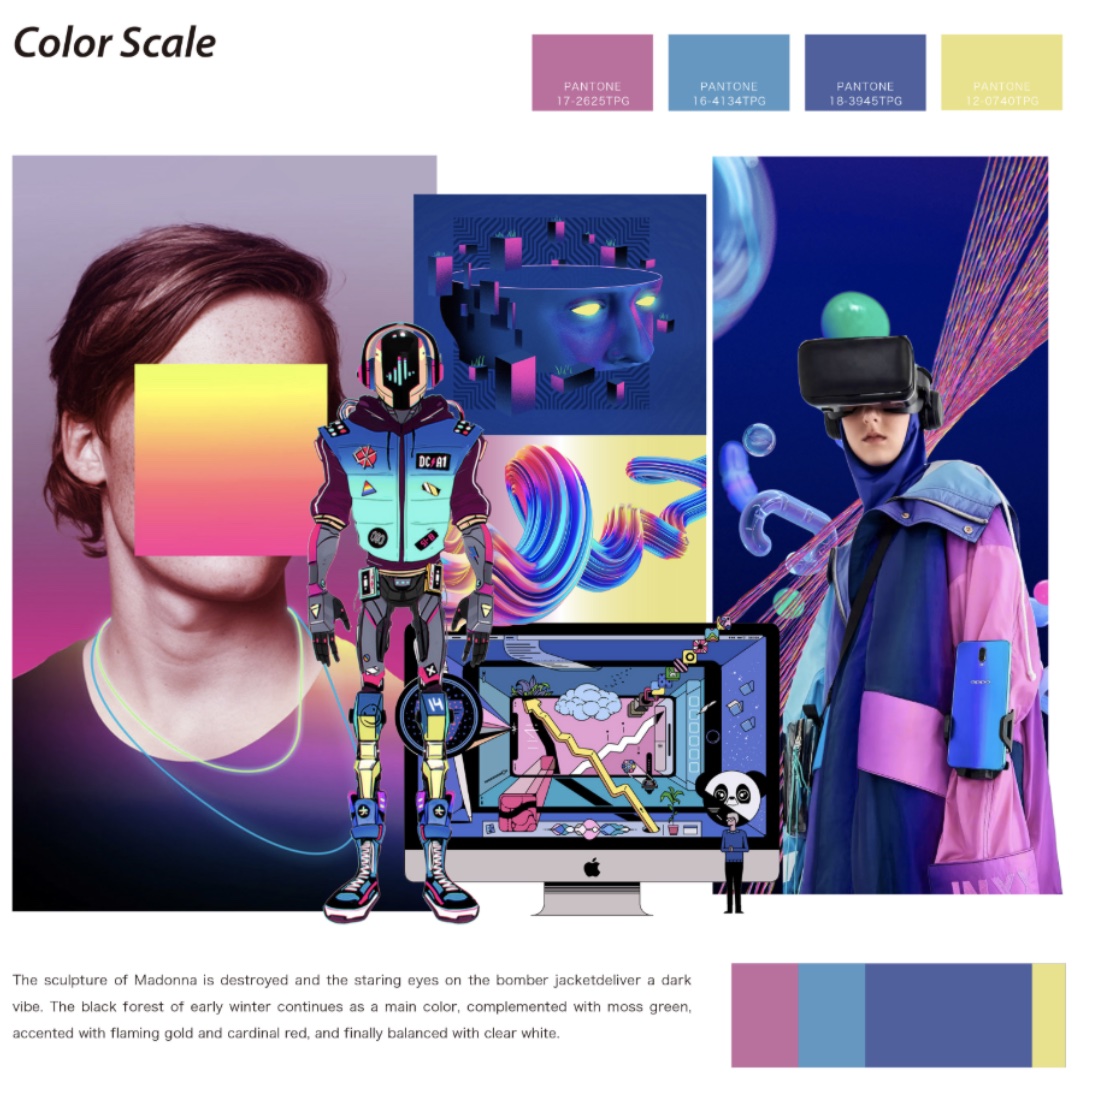 Color Scale
PANTONE
17-2625TPG
PANTONE
16-4134TPG
PANTONE
18-3945TPG
PANTONE
12-0740TPG
DC/A1
14
oppo
The sculpture of Madonna is destroyed and the staring eyes on the bomber jacketdeliver a dark
vibe. The black forest of early winter continues as a main color, complemented with moss green,
accented with flaming gold and cardinal red, and finally balanced with clear white.